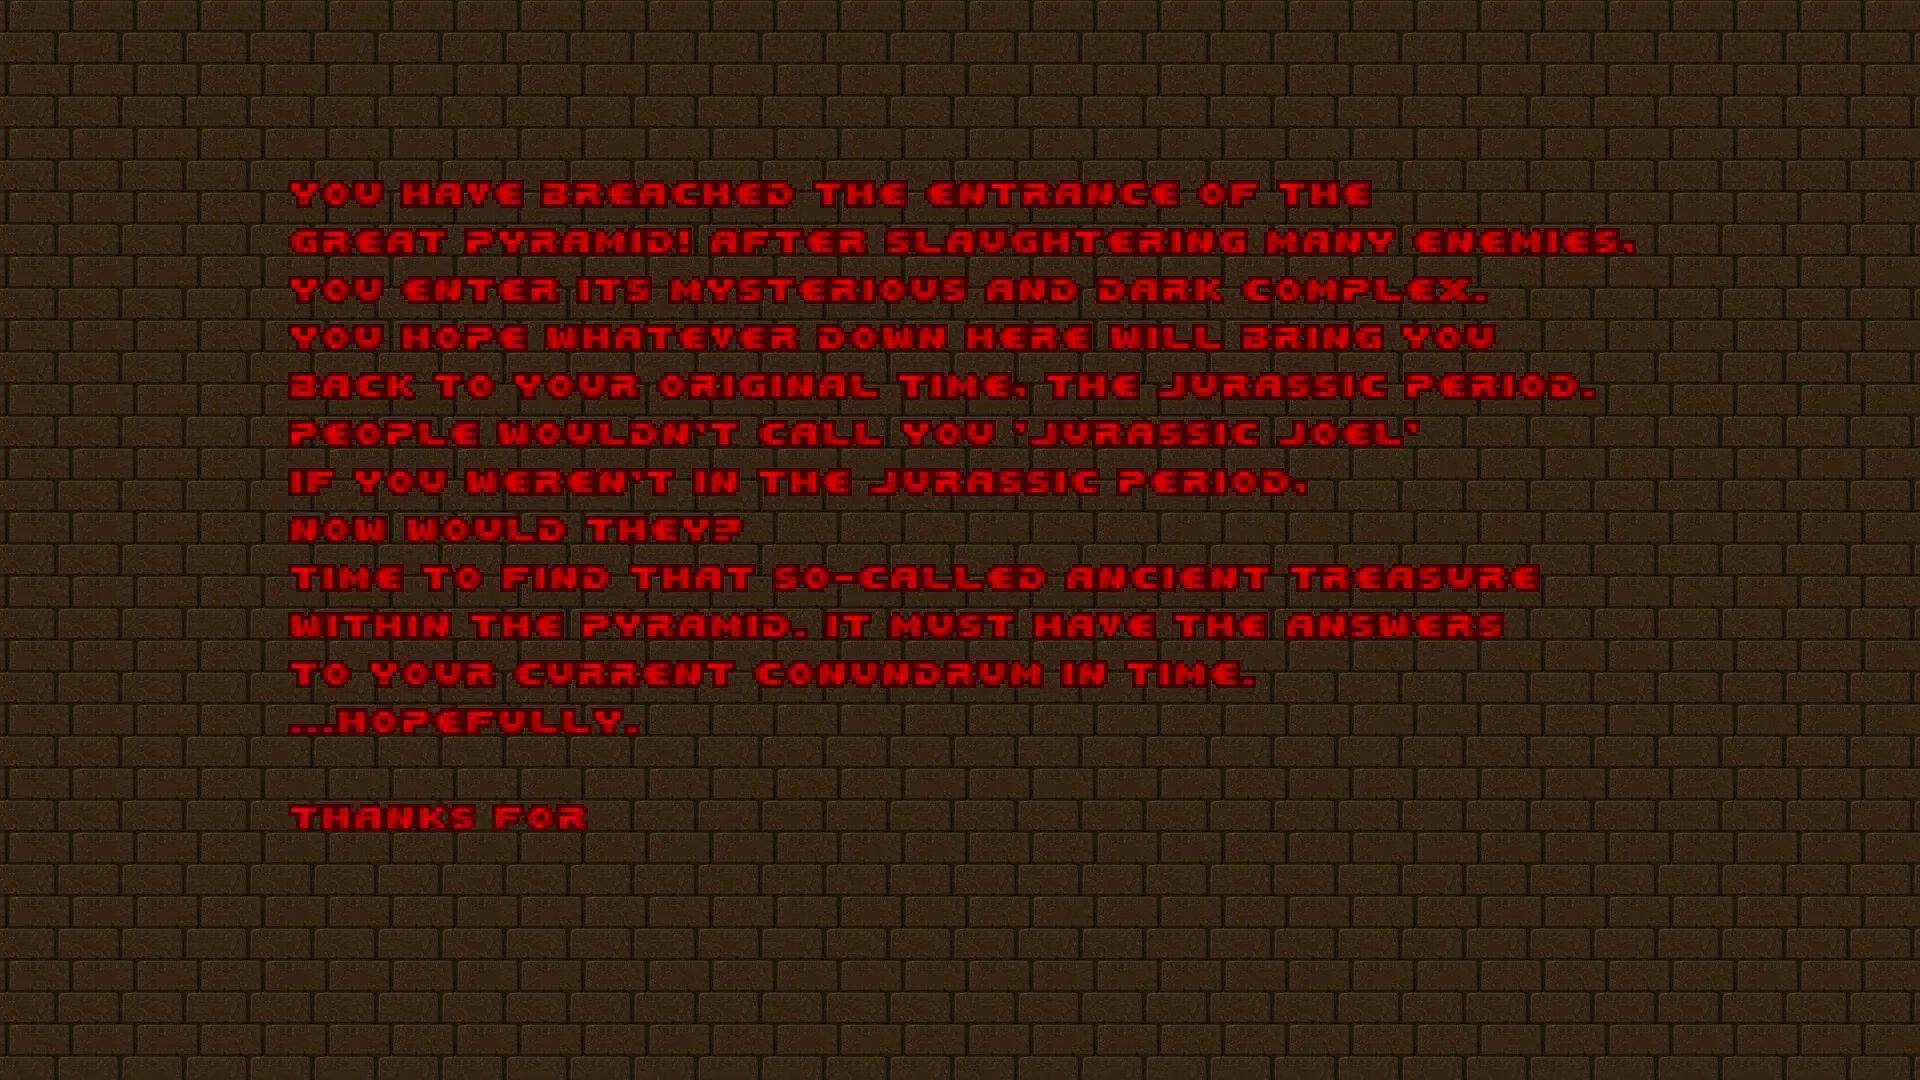 YOU HAVE BREACHED THE ENTRANCE OF THE
GREAT PYRAMID! AFTER SLAUGHTERING MANY ENEMIES,
YOU ENTER ITS MYSTERIOUS AND DARK COMPLEX.
YOU HOPE WHATEVER DOWN HERE WILL BRING YOU
BACK TO YOUR ORIGINAL TIME, THE JURASSIC PERIOD.
PEOPLE WOULDN'T CALL YOU 'JURASSIC JOEL'
IF YOU WEREN'T IN THE JURASSIC PERIOD,
NOW WOULD THEY?
TIME TO FIND THAT SO-CALLED ANCIENT TREASURE
WITHIN THE PYRAMID. IT MUST HAVE THE ANSWERS
TO YOUR CURRENT CONUNDRUM IN TIME.
...HOPEFULLY.
THANKS FOR